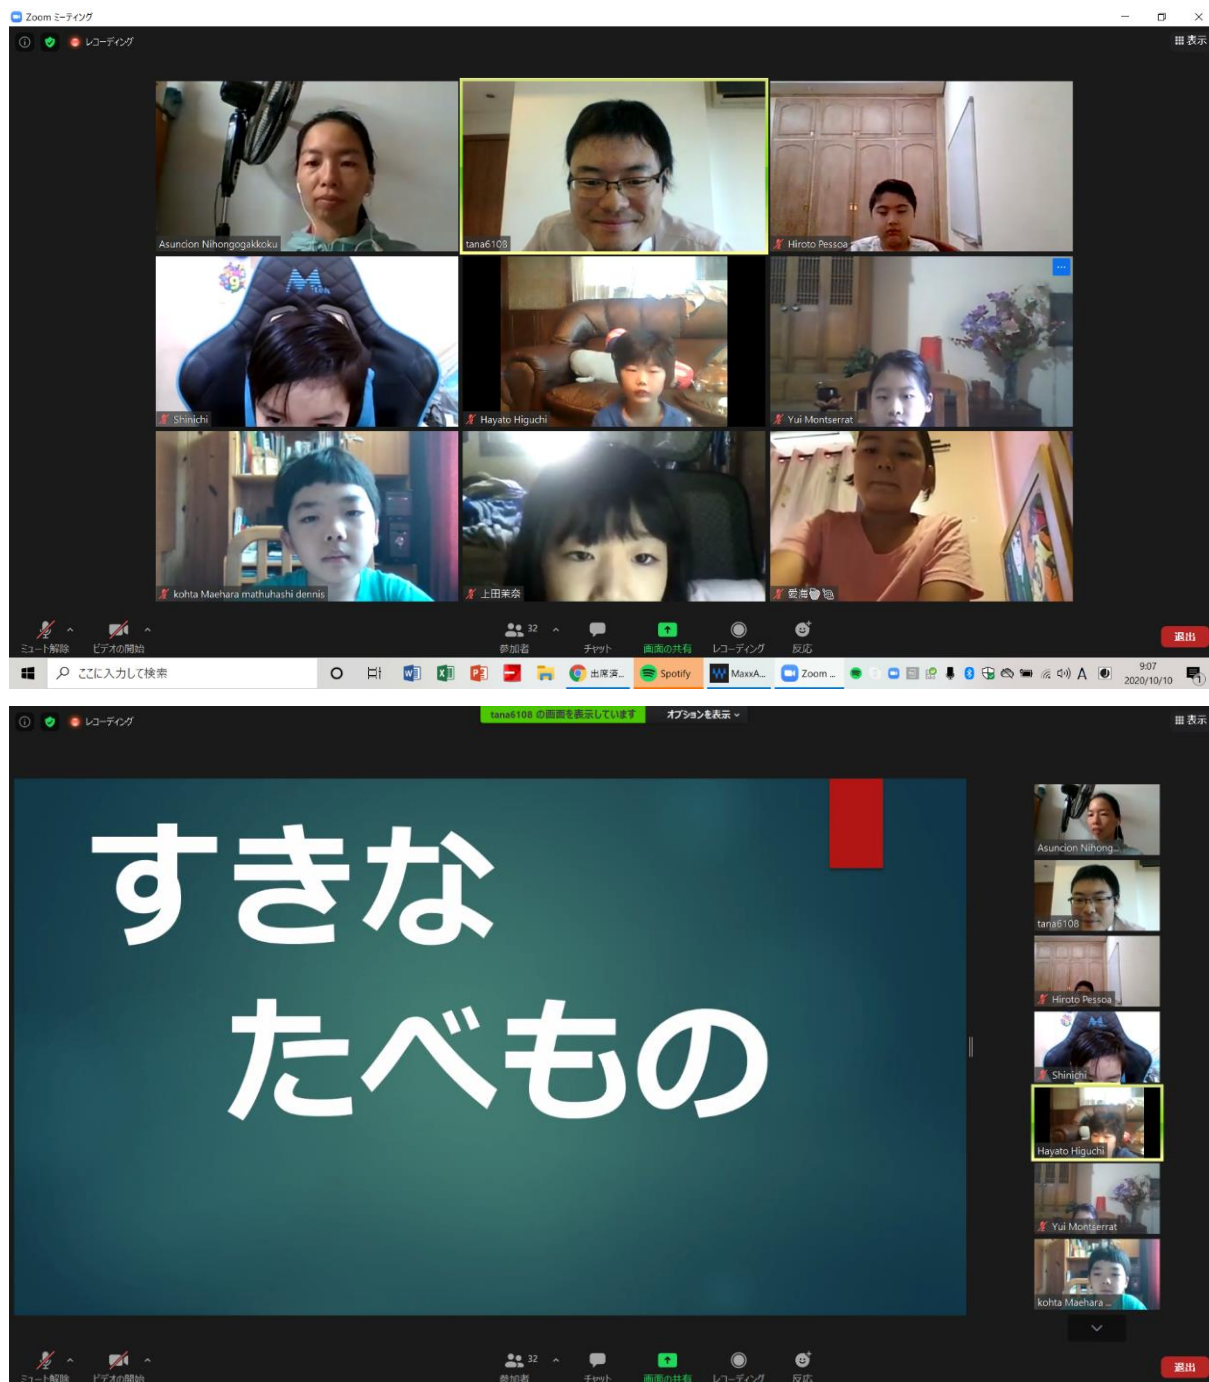 Zoom ミーティング
レコーディング
表示
Asuncion Nihongogakkoku
tana6108
Hiroto Pessoa
Shinichi
Hayato Higuchi
Yui Montserrat
kohta Maehara mathuhashi dennis
上田茉奈
愛海
ミュート解除
ビデオの開始
32
参加者
チャット
画面の共有
レコーディング
反応
退出
ここに入力して検索
出席済...
Spotify
MaxxA...
Zoom ...
A
9:07
2020/10/10
レコーディング
tana6108 の画面を表示しています
オプションを表示
表示
すきな
たべもの
Asuncion Nihong...
tana6108
Hiroto Pessoa
Shinichi
Hayato Higuchi
Yui Montserrat
kohta Maehara ...
ミュート解除
ビデオの開始
32
参加者
チャット
画面の共有
レコーディング
反応
退出